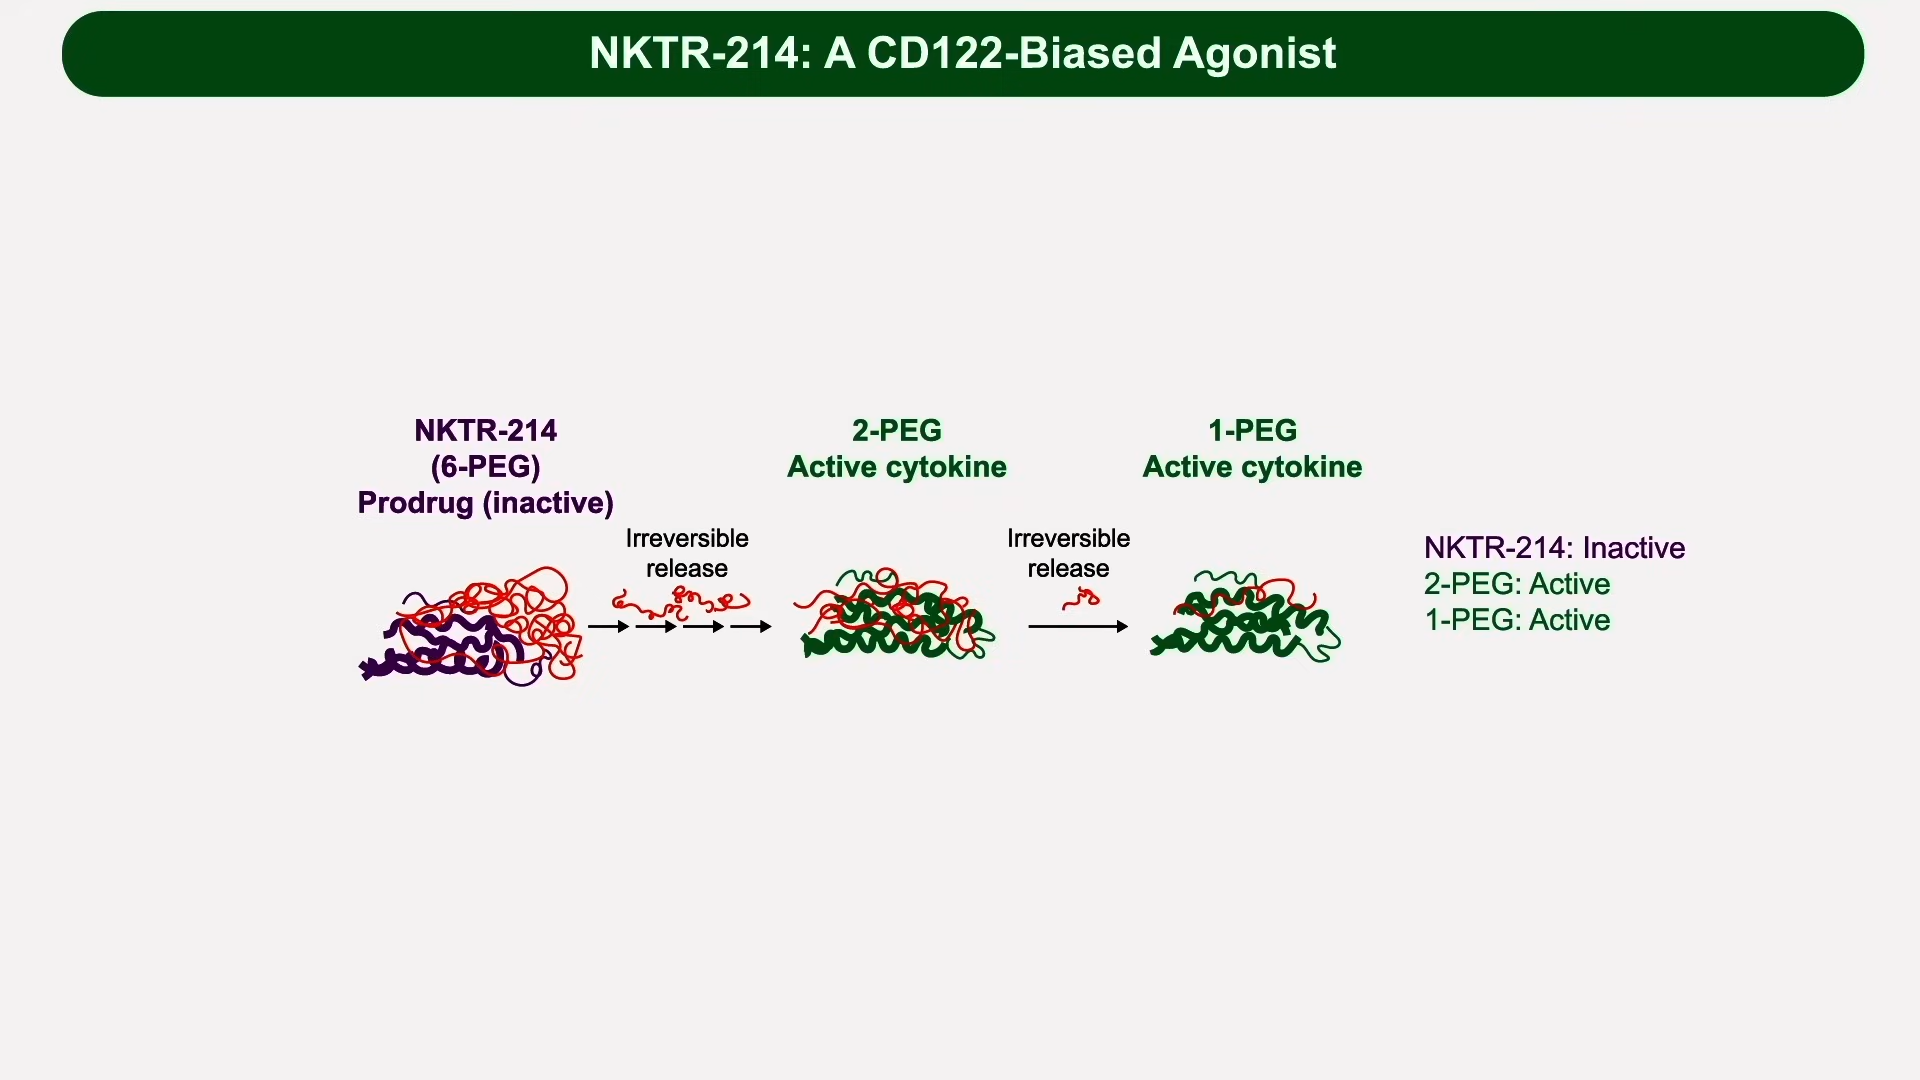 NKTR-214: A CD122-Biased Agonist
NKTR-214
(6-PEG)
Prodrug (inactive)
Irreversible
release
2-PEG
Active cytokine
Irreversible
release
1-PEG
Active cytokine
NKTR-214: Inactive
2-PEG: Active
1-PEG: Active